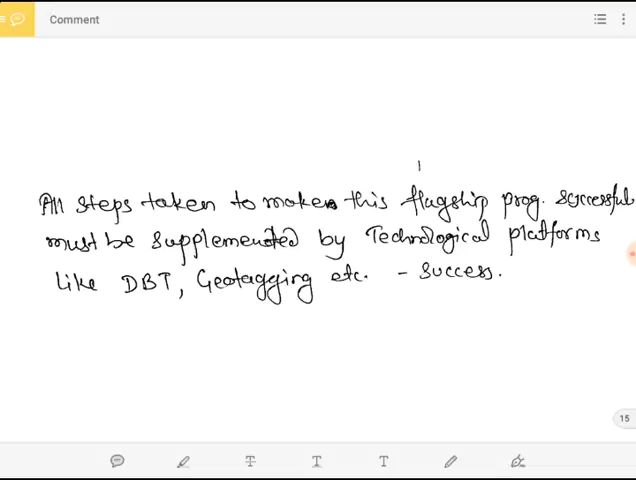 Comment
All steps taken to make this flagship prog. successful
must be supplemented by Technological platforms
like DBT, Geotagging etc. - success.
15